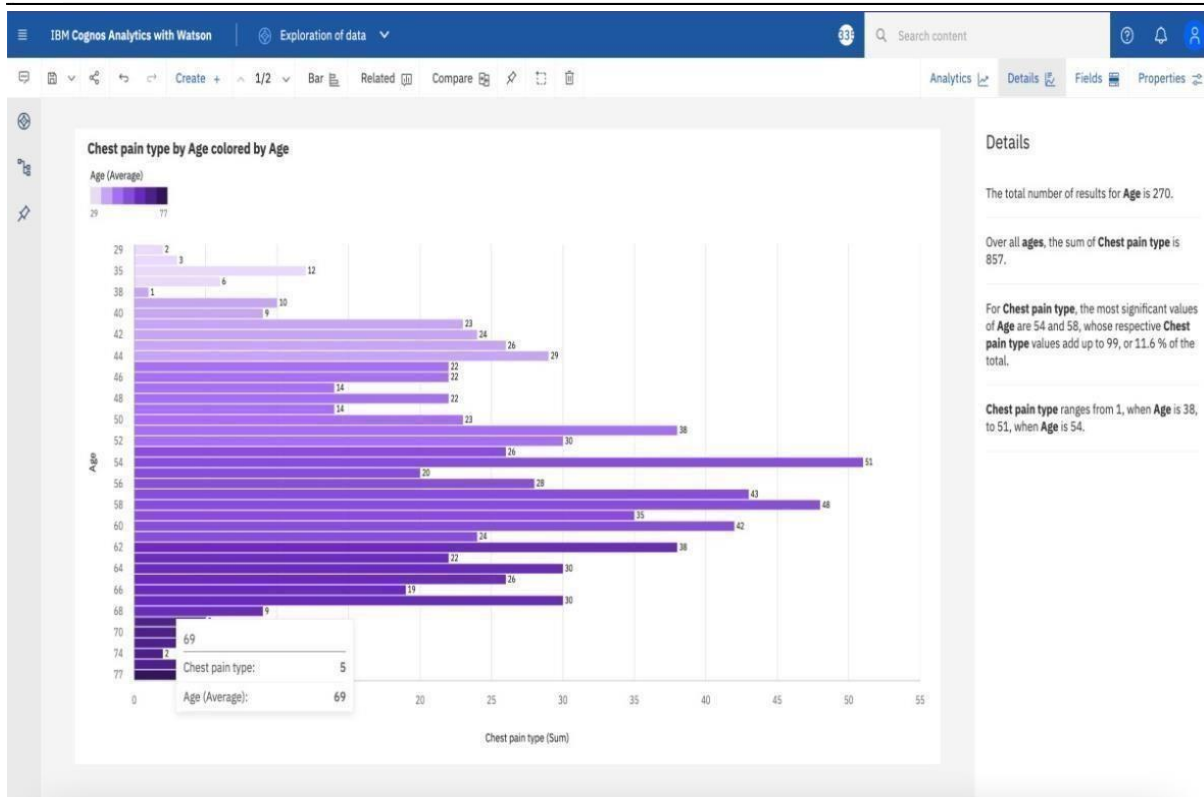 IBM Cognos Analytics with Watson
Exploration of data
Search content
Create +
1/2
Bar
Related
Compare
Analytics
Details
Fields
Properties
Chest pain type by Age colored by Age
Age (Average)
29 77
29 2
3
35 12
6
38 1
10
40 9
23
42 24
26
44 29
22
46 22
14
48 22
14
50 23
38
52 30
26
54 51
20
56 28
43
58 48
35
60 42
24
62 38
22
64 30
26
66 19
30
68 9
70
74 2
77
Age
69
Chest pain type: 5
Age (Average): 69
0 20 25 30 35 40 45 50 55
Chest pain type (Sum)
Details
The total number of results for Age is 270.
Over all ages, the sum of Chest pain type is
857.
For Chest pain type, the most significant values
of Age are 54 and 58, whose respective Chest
pain type values add up to 99, or 11.6 % of the
total.
Chest pain type ranges from 1, when Age is 38,
to 51, when Age is 54.